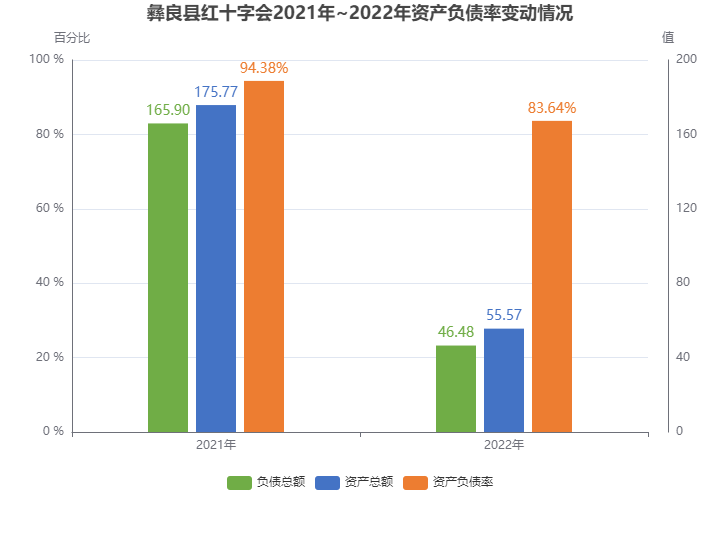 彝良县红十字会2021年~2022年资产负债率变动情况
百分比 值
100 % 200
94.38%
175.77
165.90
83.64%
80 % 160
60 % 120
40 % 80
55.57
46.48
20 % 40
0 % 0
2021年 2022年
负债总额 资产总额 资产负债率